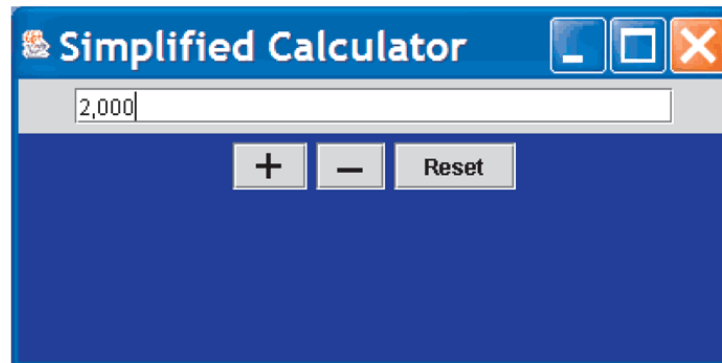 Simplified Calculator
2,000
+ – Reset